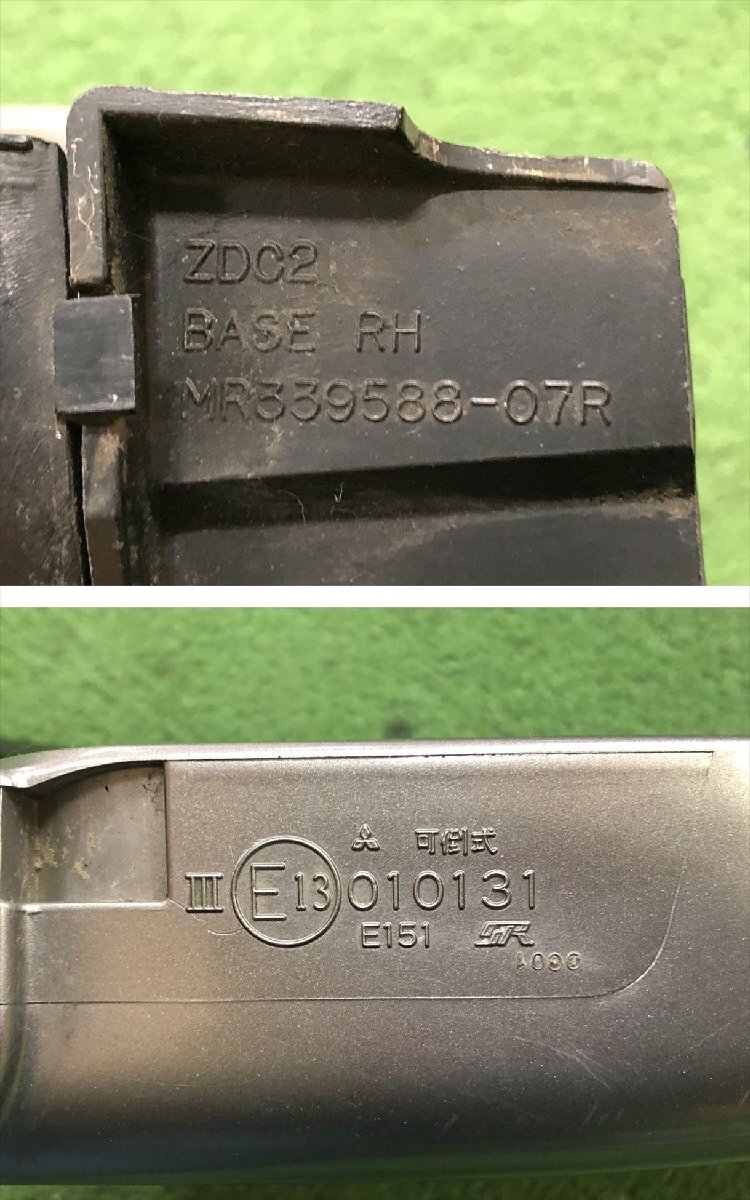 ZDC2
BASE RH
MR339588-07R
可倒式
III E13 010131
E151